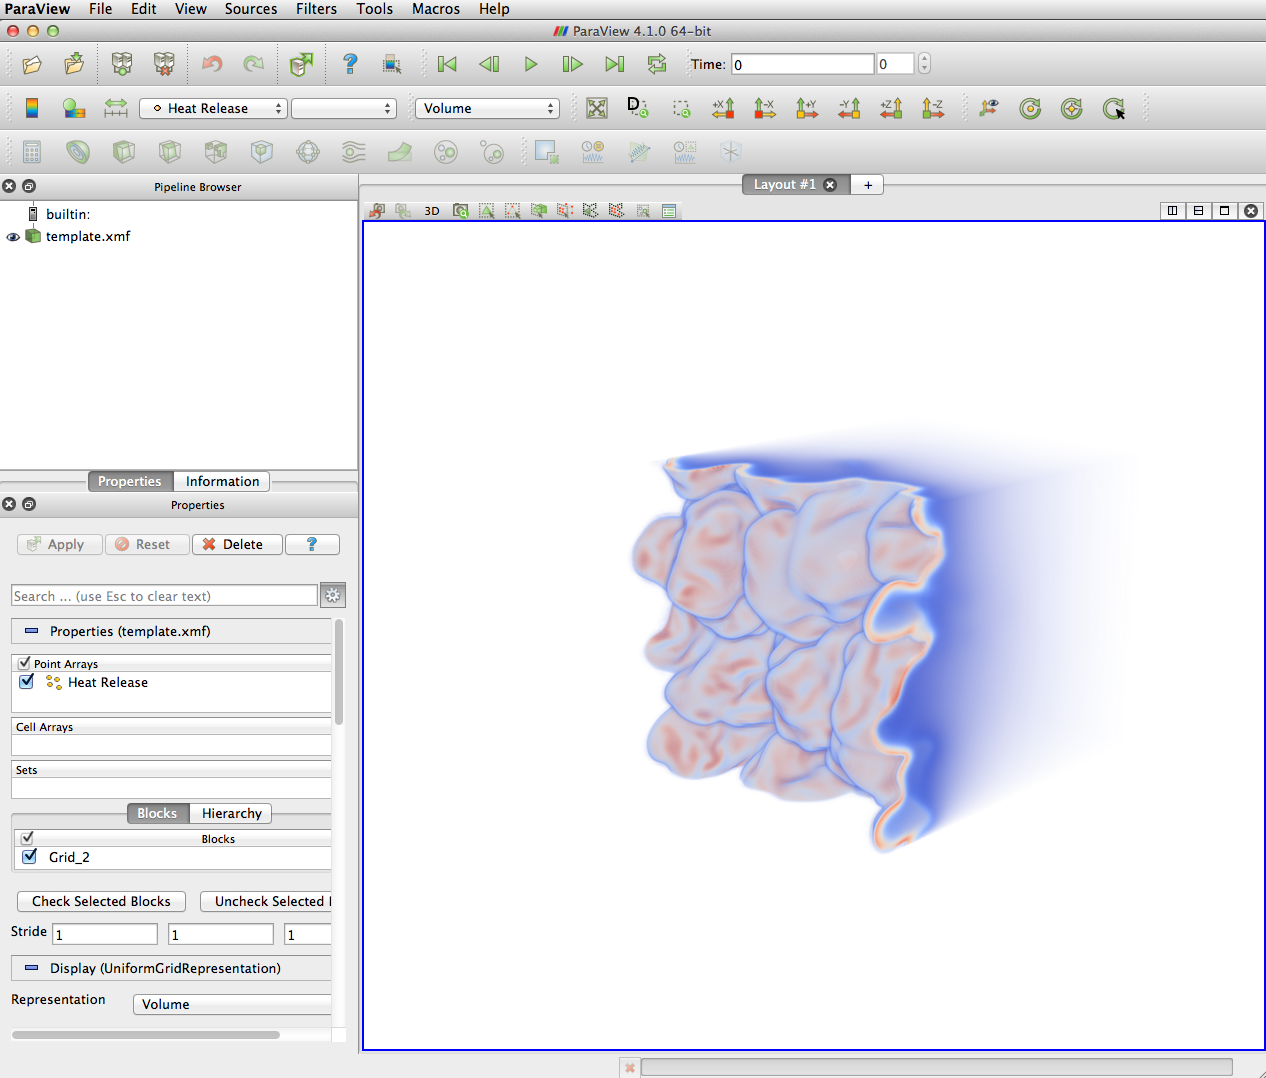 ParaView File Edit View Sources Filters Tools Macros Help
ParaView 4.1.0 64-bit
? Time: 0 0
Heat Release Volume D +X -X +Y -Y +Z -Z
Pipeline Browser
Layout #1 +
builtin:
3D
template.xmf
Properties Information
Properties
Apply Reset Delete ?
Search ... (use Esc to clear text)
Properties (template.xmf)
Point Arrays
Heat Release
Cell Arrays
Sets
Blocks Hierarchy
Blocks
Grid_2
Check Selected Blocks Uncheck Selected
Stride 1 1 1
Display (UniformGridRepresentation)
Representation Volume